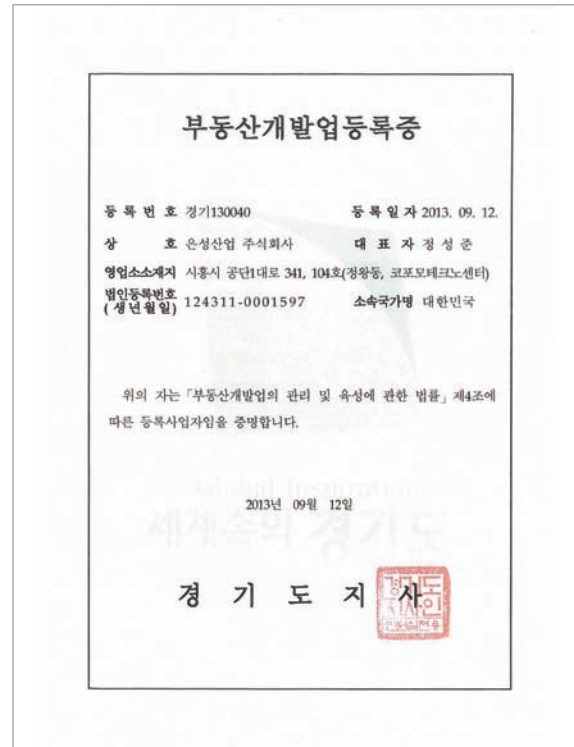 부동산개발업등록증
등 록 번 호 경기130040 등 록 일 자 2013. 09. 12.
상 호 은성산업 주식회사 대 표 자 정성준
영업소소재지 시흥시 공단1대로 341, 104호(정왕동, 코포모테크노센터)
법인등록번호 (생년월일) 124311-0001597 소속국가명 대한민국
위의 자는 「부동산개발업의 관리 및 육성에 관한 법률」 제4조에
따른 등록사업자임을 증명합니다.
Global Inspiration
2013년 09월 12일
세계속의 경기도
경 기 도 지 사